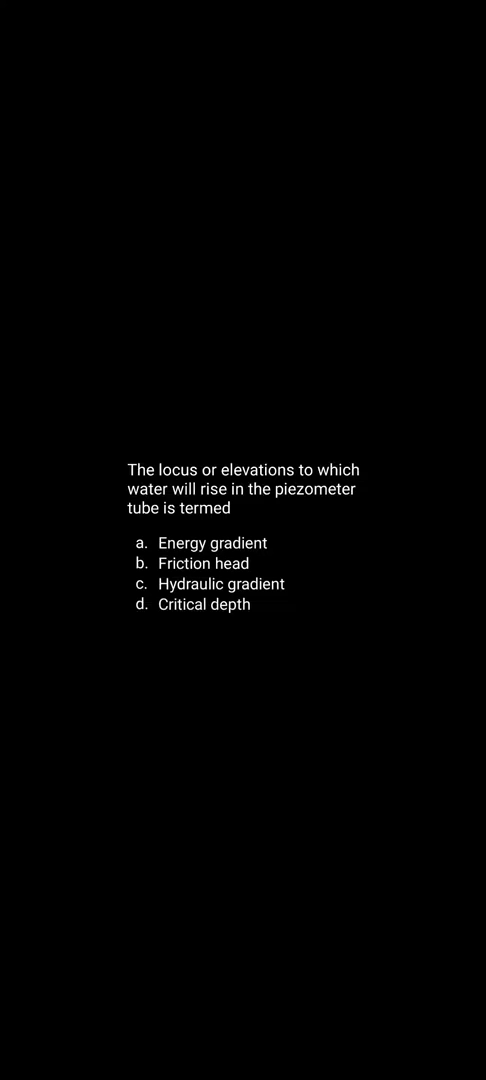 The locus or elevations to which
water will rise in the piezometer
tube is termed
a. Energy gradient
b. Friction head
c. Hydraulic gradient
d. Critical depth